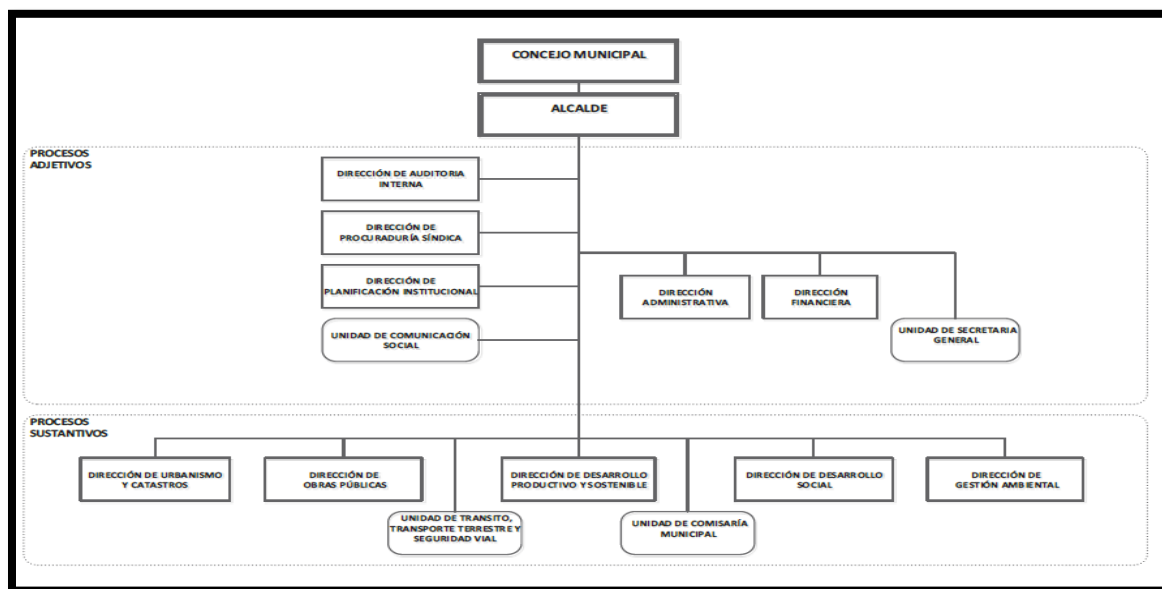 CONCEJO MUNICIPAL
ALCALDE
PROCESOS
ADJETIVOS
DIRECCIÓN DE AUDITORIA
INTERNA
DIRECCIÓN DE
PROCURADURÍA SÍNDICA
DIRECCIÓN DE
PLANIFICACIÓN INSTITUCIONAL
UNIDAD DE COMUNICACIÓN
SOCIAL
DIRECCIÓN
ADMINISTRATIVA
DIRECCIÓN
FINANCIERA
UNIDAD DE SECRETARIA
GENERAL
PROCESOS
SUSTANTIVOS
DIRECCIÓN DE URBANISMO
Y CATASTROS
DIRECCIÓN DE
OBRAS PÚBLICAS
DIRECCIÓN DE DESARROLLO
PRODUCTIVO Y SOSTENIBLE
DIRECCIÓN DE DESARROLLO
SOCIAL
DIRECCIÓN DE
GESTIÓN AMBIENTAL
UNIDAD DE TRANSITO,
TRANSPORTE TERRESTRE Y
SEGURIDAD VIAL
UNIDAD DE COMISARÍA
MUNICIPAL